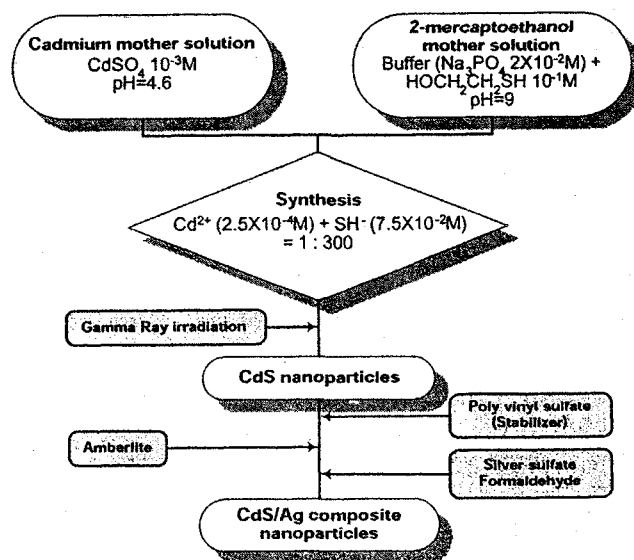 Cadmium mother solution
CdSO₄ 10⁻³M
pH=4.6
2-mercaptoethanol
mother solution
Buffer (Na₃PO₄ 2X10⁻²M) +
HOCH₂CH₂SH 10⁻¹M
pH=9
Synthesis
Cd²⁺ (2.5X10⁻⁴M) + SH⁻ (7.5X10⁻²M)
= 1 : 300
Gamma Ray irradiation
CdS nanoparticles
Poly vinyl sulfate
(Stabilizer)
Amberlite
Silver sulfate
Formaldehyde
CdS/Ag composite
nanoparticles